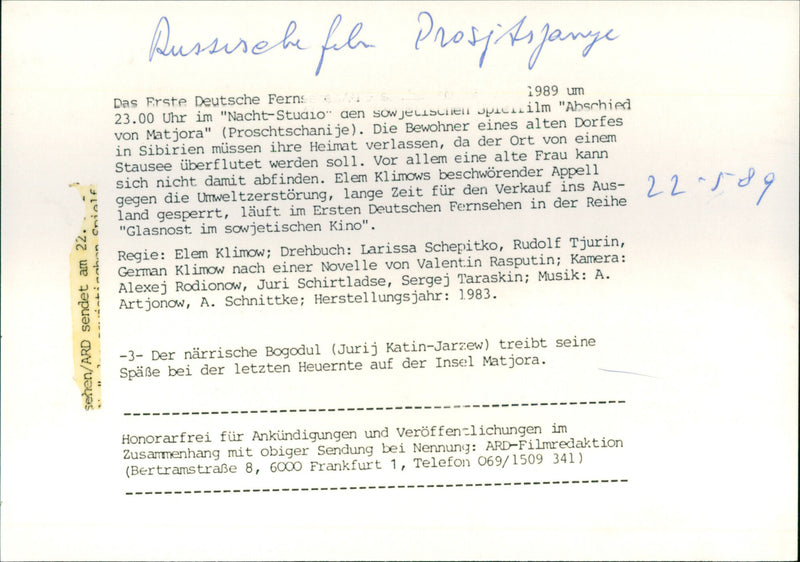 Russische film Prosjtsjanye
Das Erste Deutsche Ferns 1989 um
23.00 Uhr im "Nacht-Studio" den sowjetischen Spielfilm "Abschied
von Matjora" (Proschtschanije). Die Bewohner eines alten Dorfes
in Sibirien müssen ihre Heimat verlassen, da der Ort von einem
Stausee überflutet werden soll. Vor allem eine alte Frau kann
sich nicht damit abfinden. Elem Klimows beschwörender Appell
gegen die Umweltzerstörung, lange Zeit für den Verkauf ins Aus-
land gesperrt, läuft im Ersten Deutschen Fernsehen in der Reihe
"Glasnost im sowjetischen Kino".
22-5-89
Regie: Elem Klimow; Drehbuch: Larissa Schepitko, Rudolf Tjurin,
German Klimow nach einer Novelle von Valentin Rasputin; Kamera:
Alexej Rodionow, Juri Schirtladse, Sergej Taraskin; Musik: A.
Artjonow, A. Schnittke; Herstellungsjahr: 1983.
-3- Der närrische Bogodul (Jurij Katin-Jarzew) treibt seine
Späße bei der letzten Heuernte auf der Insel Matjora.
Honorarfrei für Ankündigungen und Veröffentlichungen im
Zusammenhang mit obiger Sendung bei Nennung: ARD-Filmredaktion
(Bertramstraße 8, 6000 Frankfurt 1, Telefon 069/1509 341)
sehen/ARD sendet am 22.